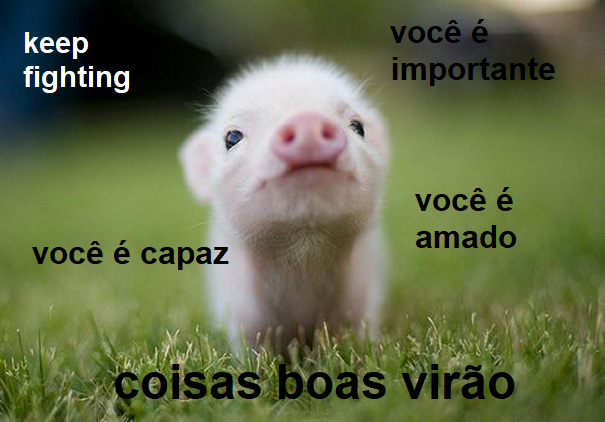 keep
fighting
você é
importante
você é
amado
você é capaz
coisas boas virão